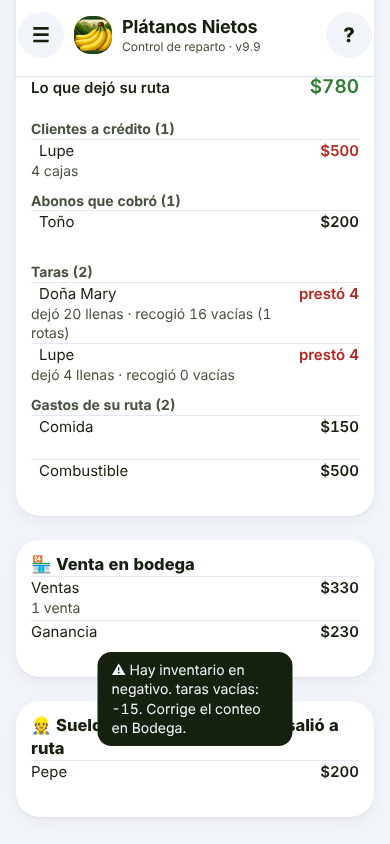 ☰ Plátanos Nietos ?
Control de reparto · v9.9
Lo que dejó su ruta $780
Clientes a crédito (1)
Lupe $500
4 cajas
Abonos que cobró (1)
Toño $200
Taras (2)
Doña Mary prestó 4
dejó 20 llenas · recogió 16 vacías (1
rotas)
Lupe prestó 4
dejó 4 llenas · recogió 0 vacías
Gastos de su ruta (2)
Comida $150
Combustible $500
🏪 Venta en bodega
Ventas $330
1 venta
Ganancia $230
⚠ Hay inventario en
negativo. taras vacías:
-15. Corrige el conteo
en Bodega.
salió a
ruta
Pepe $200